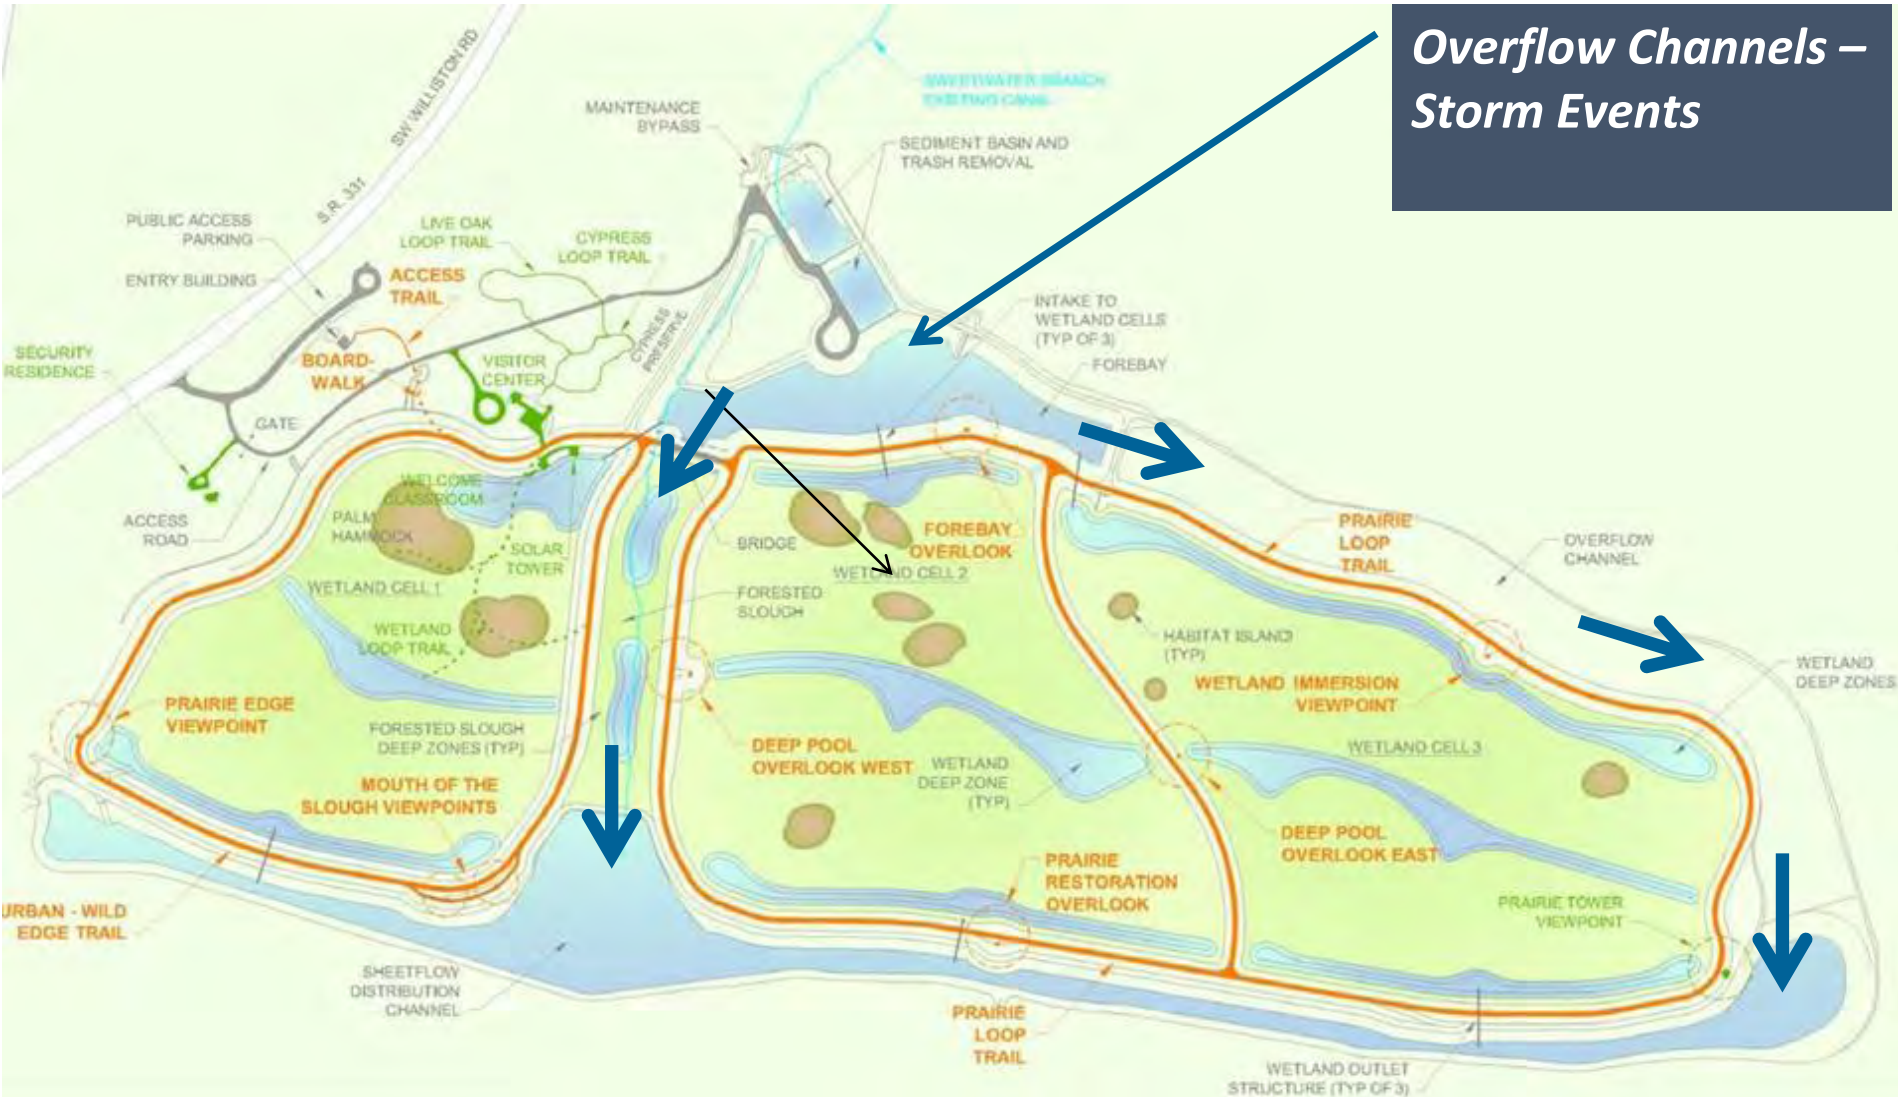 Overflow Channels –
Storm Events
SW WILLISTON RD
S.R. 331
SWEETWATER BRANCH
EXISTING CANAL
MAINTENANCE
BYPASS
SEDIMENT BASIN AND
TRASH REMOVAL
PUBLIC ACCESS
PARKING
ENTRY BUILDING
LIVE OAK
LOOP TRAIL
CYPRESS
LOOP TRAIL
ACCESS
TRAIL
INTAKE TO
WETLAND CELLS
(TYP OF 3)
FOREBAY
CYPRESS
PRESERVE
SECURITY
RESIDENCE
BOARD-
WALK
VISITOR
CENTER
GATE
WELCOME
CLASSROOM
ACCESS
ROAD
PALM
HAMMOCK
SOLAR
TOWER
BRIDGE
FOREBAY
OVERLOOK
PRAIRIE
LOOP
TRAIL
OVERFLOW
CHANNEL
WETLAND CELL 1
WETLAND CELL 2
FORESTED
SLOUGH
WETLAND
LOOP TRAIL
HABITAT ISLAND
(TYP)
WETLAND
DEEP ZONES
PRAIRIE EDGE
VIEWPOINT
WETLAND IMMERSION
VIEWPOINT
FORESTED SLOUGH
DEEP ZONES (TYP)
DEEP POOL
OVERLOOK WEST
WETLAND
DEEP ZONE
(TYP)
WETLAND CELL 3
MOUTH OF THE
SLOUGH VIEWPOINTS
DEEP POOL
OVERLOOK EAST
PRAIRIE
RESTORATION
OVERLOOK
PRAIRIE TOWER
VIEWPOINT
URBAN - WILD
EDGE TRAIL
SHEETFLOW
DISTRIBUTION
CHANNEL
PRAIRIE
LOOP
TRAIL
WETLAND OUTLET
STRUCTURE (TYP OF 3)